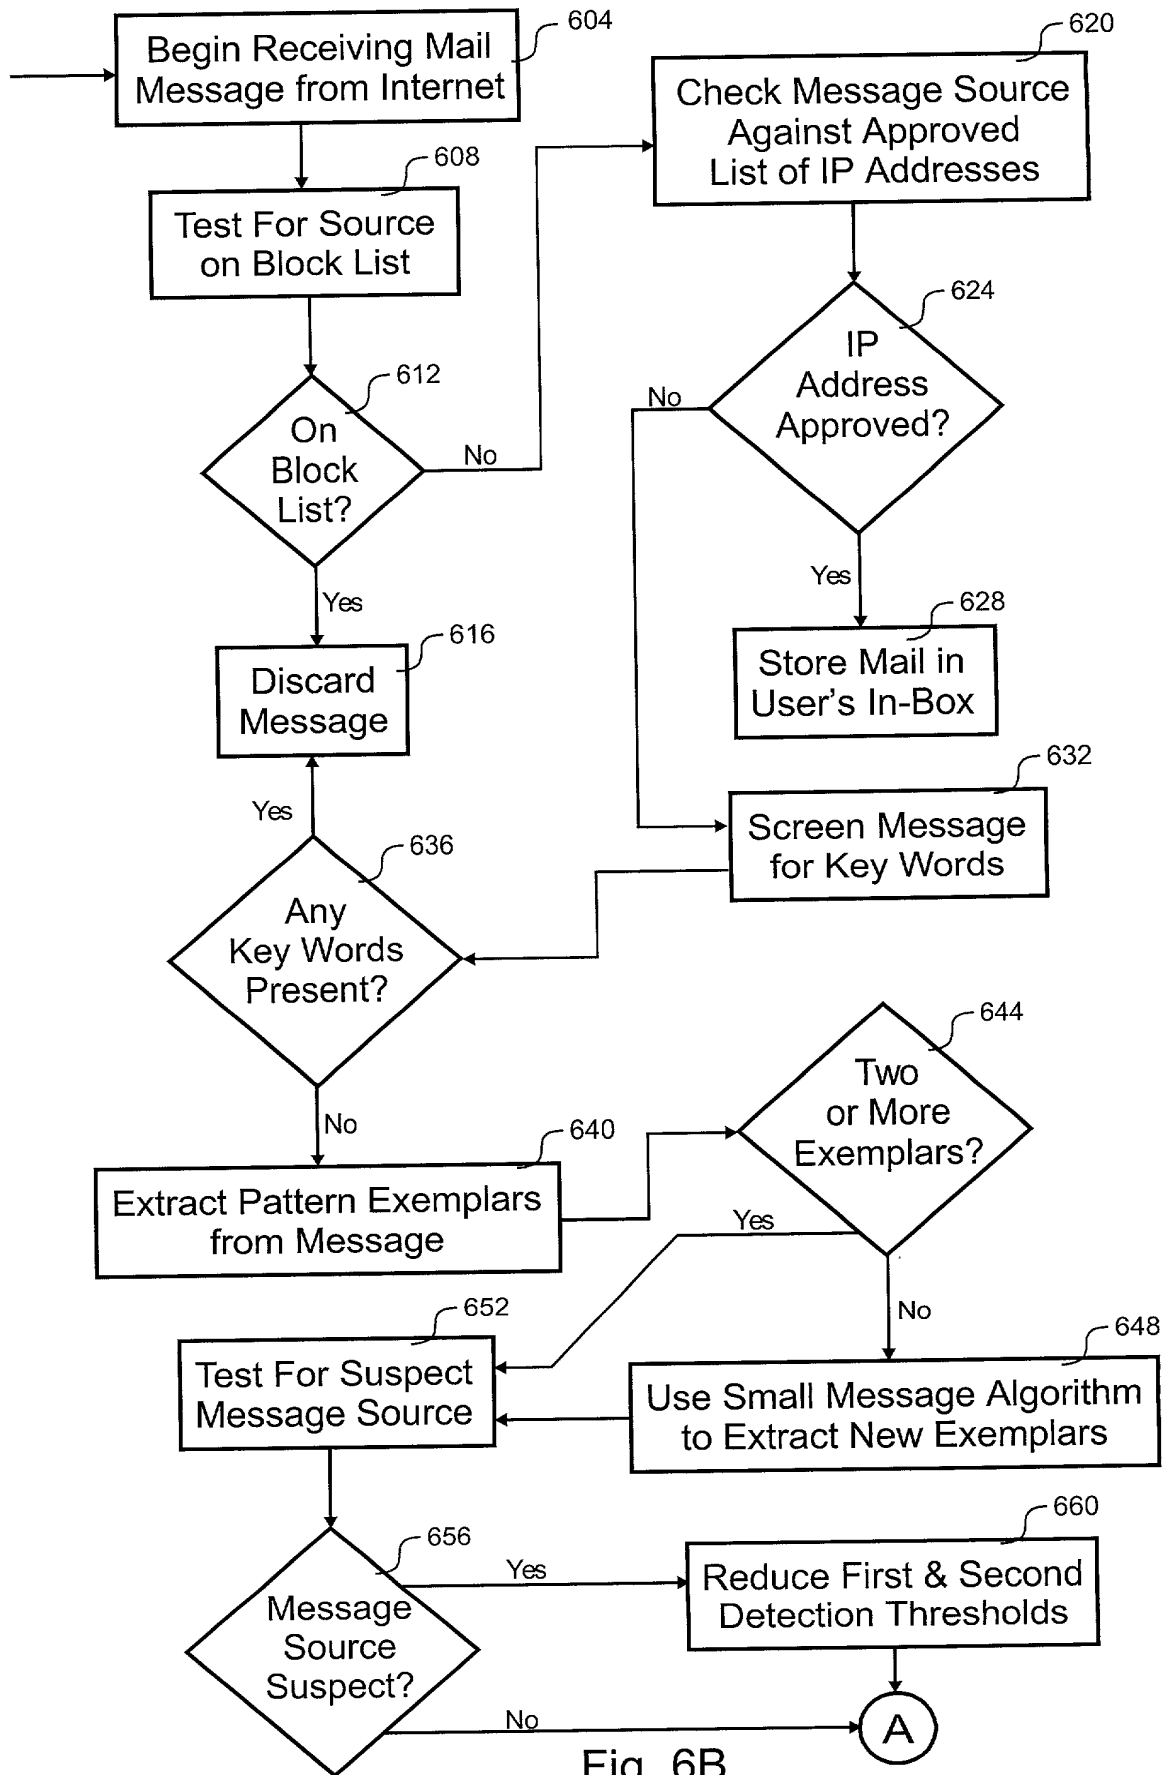 604
Begin Receiving Mail
Message from Internet
608
Test For Source
on Block List
612
On
Block
List?
No
Yes
616
Discard
Message
620
Check Message Source
Against Approved
List of IP Addresses
624
IP
Address
Approved?
No
Yes
628
Store Mail in
User's In-Box
632
Screen Message
for Key Words
Yes
636
Any
Key Words
Present?
No
640
Extract Pattern Exemplars
from Message
644
Two
or More
Exemplars?
Yes
No
648
Use Small Message Algorithm
to Extract New Exemplars
652
Test For Suspect
Message Source
656
Message
Source
Suspect?
Yes
No
660
Reduce First & Second
Detection Thresholds
A
Fig. 6B